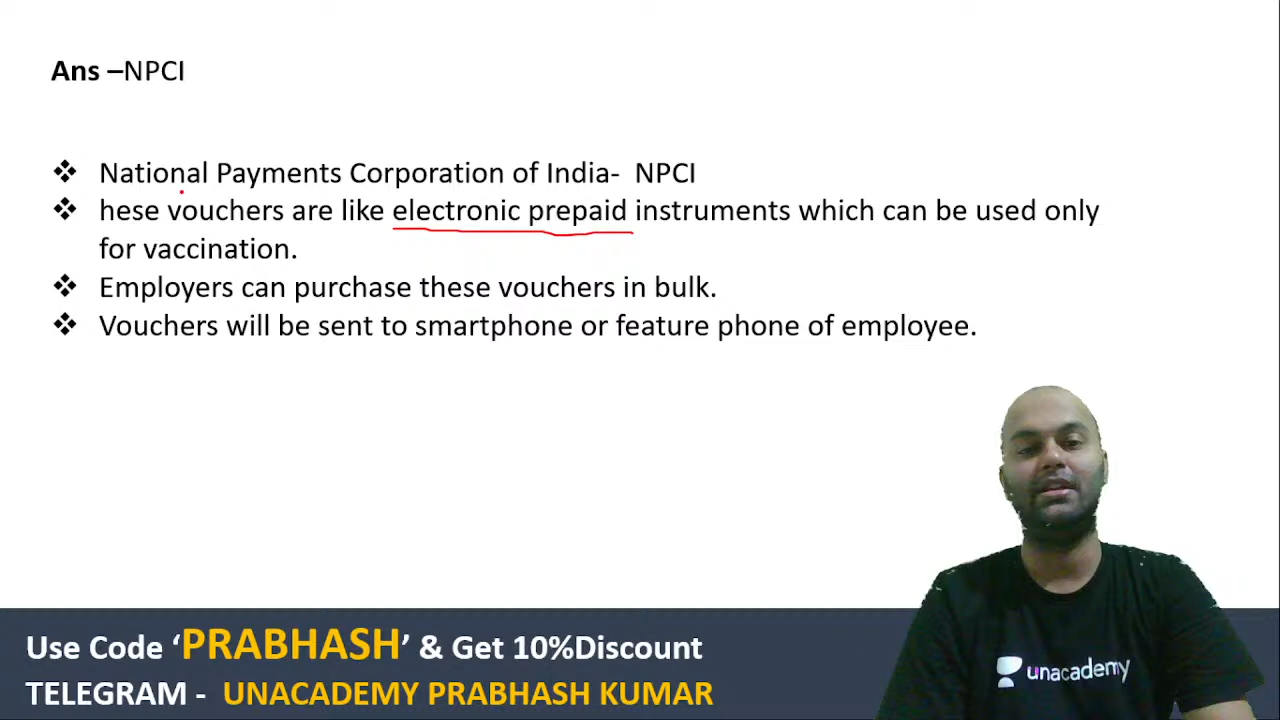 Ans –NPCI
❖ National Payments Corporation of India-  NPCI
❖ hese vouchers are like electronic prepaid instruments which can be used only
for vaccination.
❖ Employers can purchase these vouchers in bulk.
❖ Vouchers will be sent to smartphone or feature phone of employee.
unacademy
Use Code ‘PRABHASH’ & Get 10%Discount
TELEGRAM -  UNACADEMY PRABHASH KUMAR